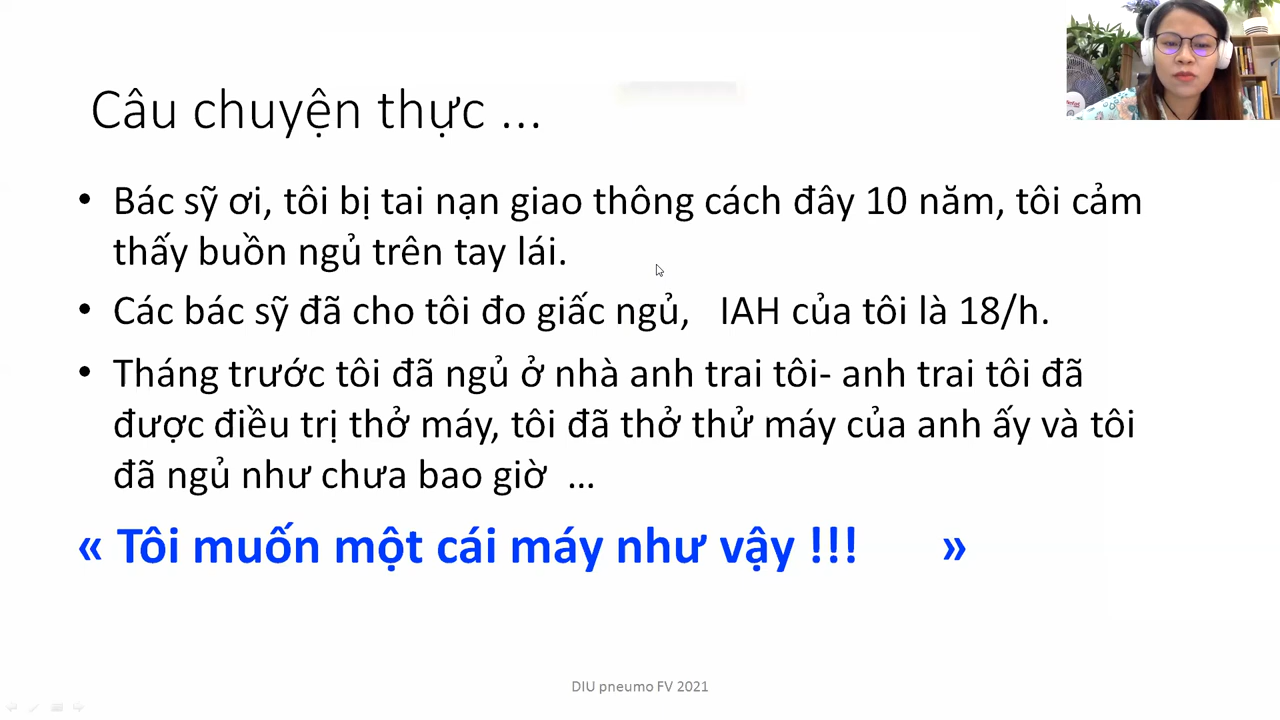 Câu chuyện thực ...
• Bác sỹ ơi, tôi bị tai nạn giao thông cách đây 10 năm, tôi cảm
thấy buồn ngủ trên tay lái.
• Các bác sỹ đã cho tôi đo giấc ngủ, IAH của tôi là 18/h.
• Tháng trước tôi đã ngủ ở nhà anh trai tôi- anh trai tôi đã
được điều trị thở máy, tôi đã thở thử máy của anh ấy và tôi
đã ngủ như chưa bao giờ ...
« Tôi muốn một cái máy như vậy !!! »
DIU pneumo FV 2021